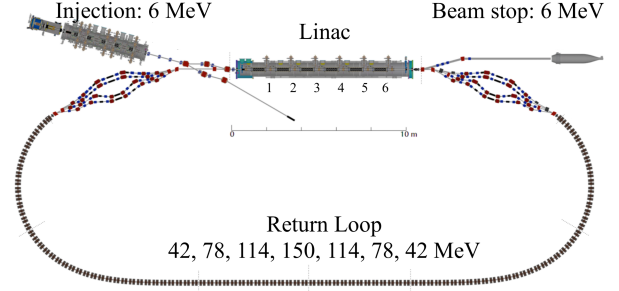 Injection: 6 MeV
Beam stop: 6 MeV
Linac
1 2 3 4 5 6
0 10 m
Return Loop
42, 78, 114, 150, 114, 78, 42 MeV